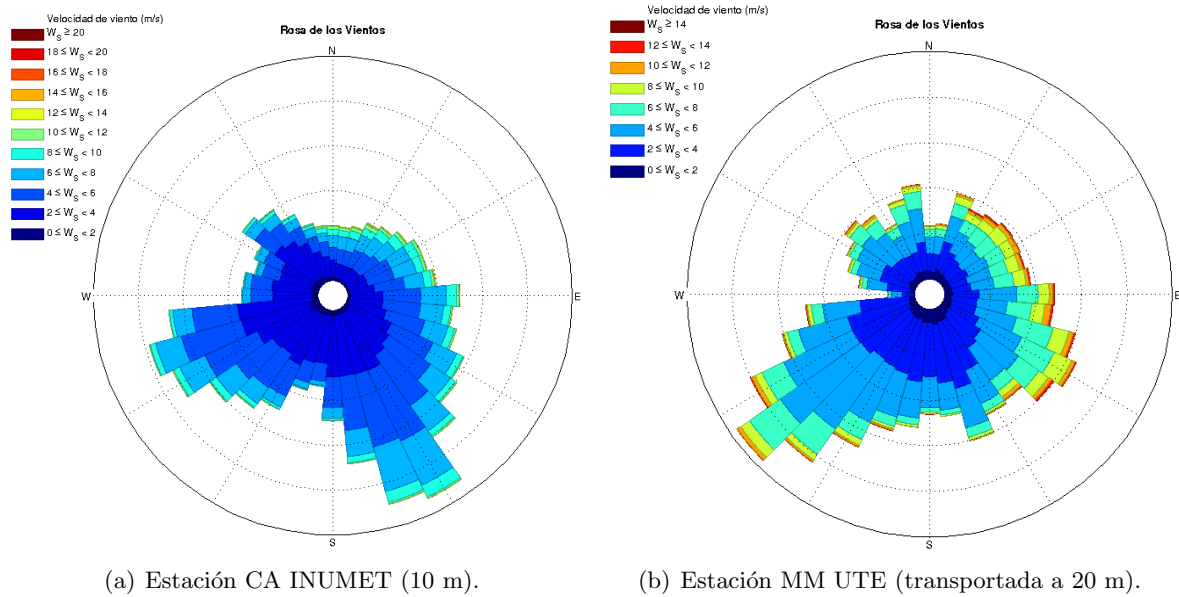 Velocidad de viento (m/s)
W_S ≥ 20
18 ≤ W_S < 20
16 ≤ W_S < 18
14 ≤ W_S < 16
12 ≤ W_S < 14
10 ≤ W_S < 12
8 ≤ W_S < 10
6 ≤ W_S < 8
4 ≤ W_S < 6
2 ≤ W_S < 4
0 ≤ W_S < 2
Rosa de los Vientos
N
W
E
S
(a) Estación CA INUMET (10 m).
Velocidad de viento (m/s)
W_S ≥ 14
12 ≤ W_S < 14
10 ≤ W_S < 12
8 ≤ W_S < 10
6 ≤ W_S < 8
4 ≤ W_S < 6
2 ≤ W_S < 4
0 ≤ W_S < 2
Rosa de los Vientos
N
W
E
S
(b) Estación MM UTE (transportada a 20 m).